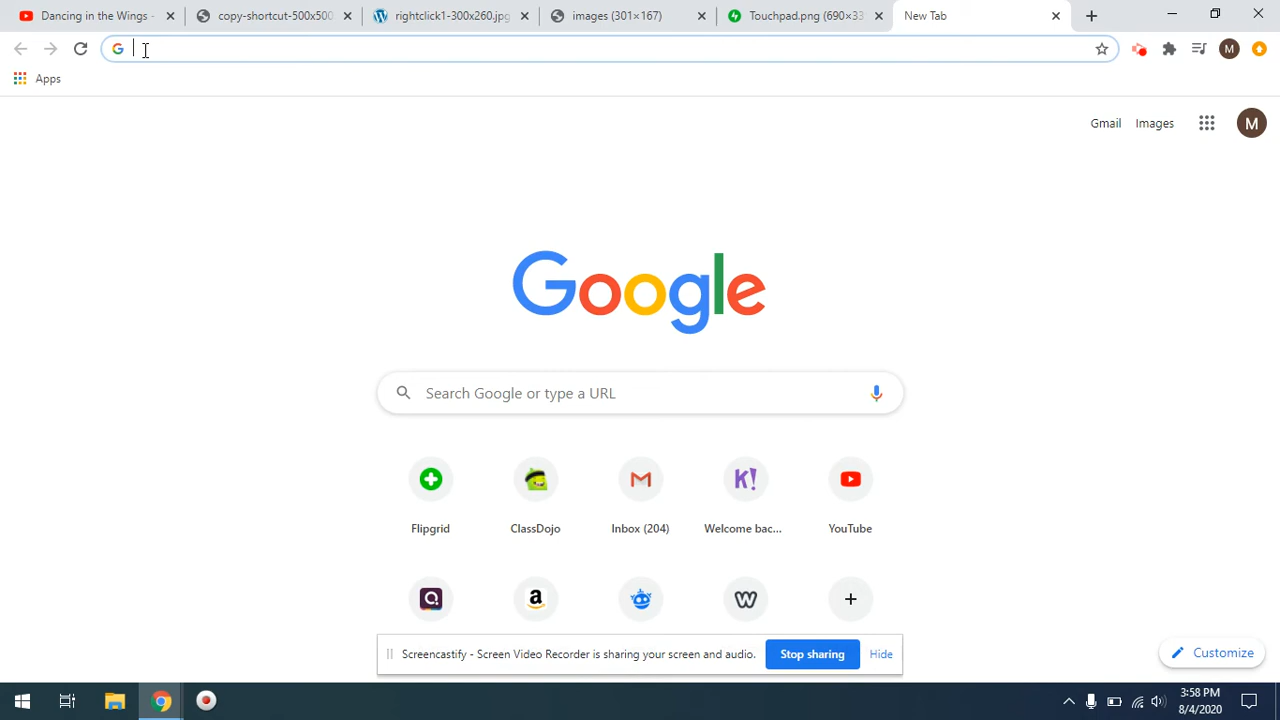 Dancing in the Wings -
copy-shortcut-500x500
rightclick1-300x260.jpg
images (301×167)
Touchpad.png (690×33
New Tab
M
Apps
Gmail
Images
M
Google
Search Google or type a URL
Flipgrid
ClassDojo
Inbox (204)
Welcome bac...
YouTube
Screencastify - Screen Video Recorder is sharing your screen and audio.
Stop sharing
Hide
Customize
3:58 PM
8/4/2020